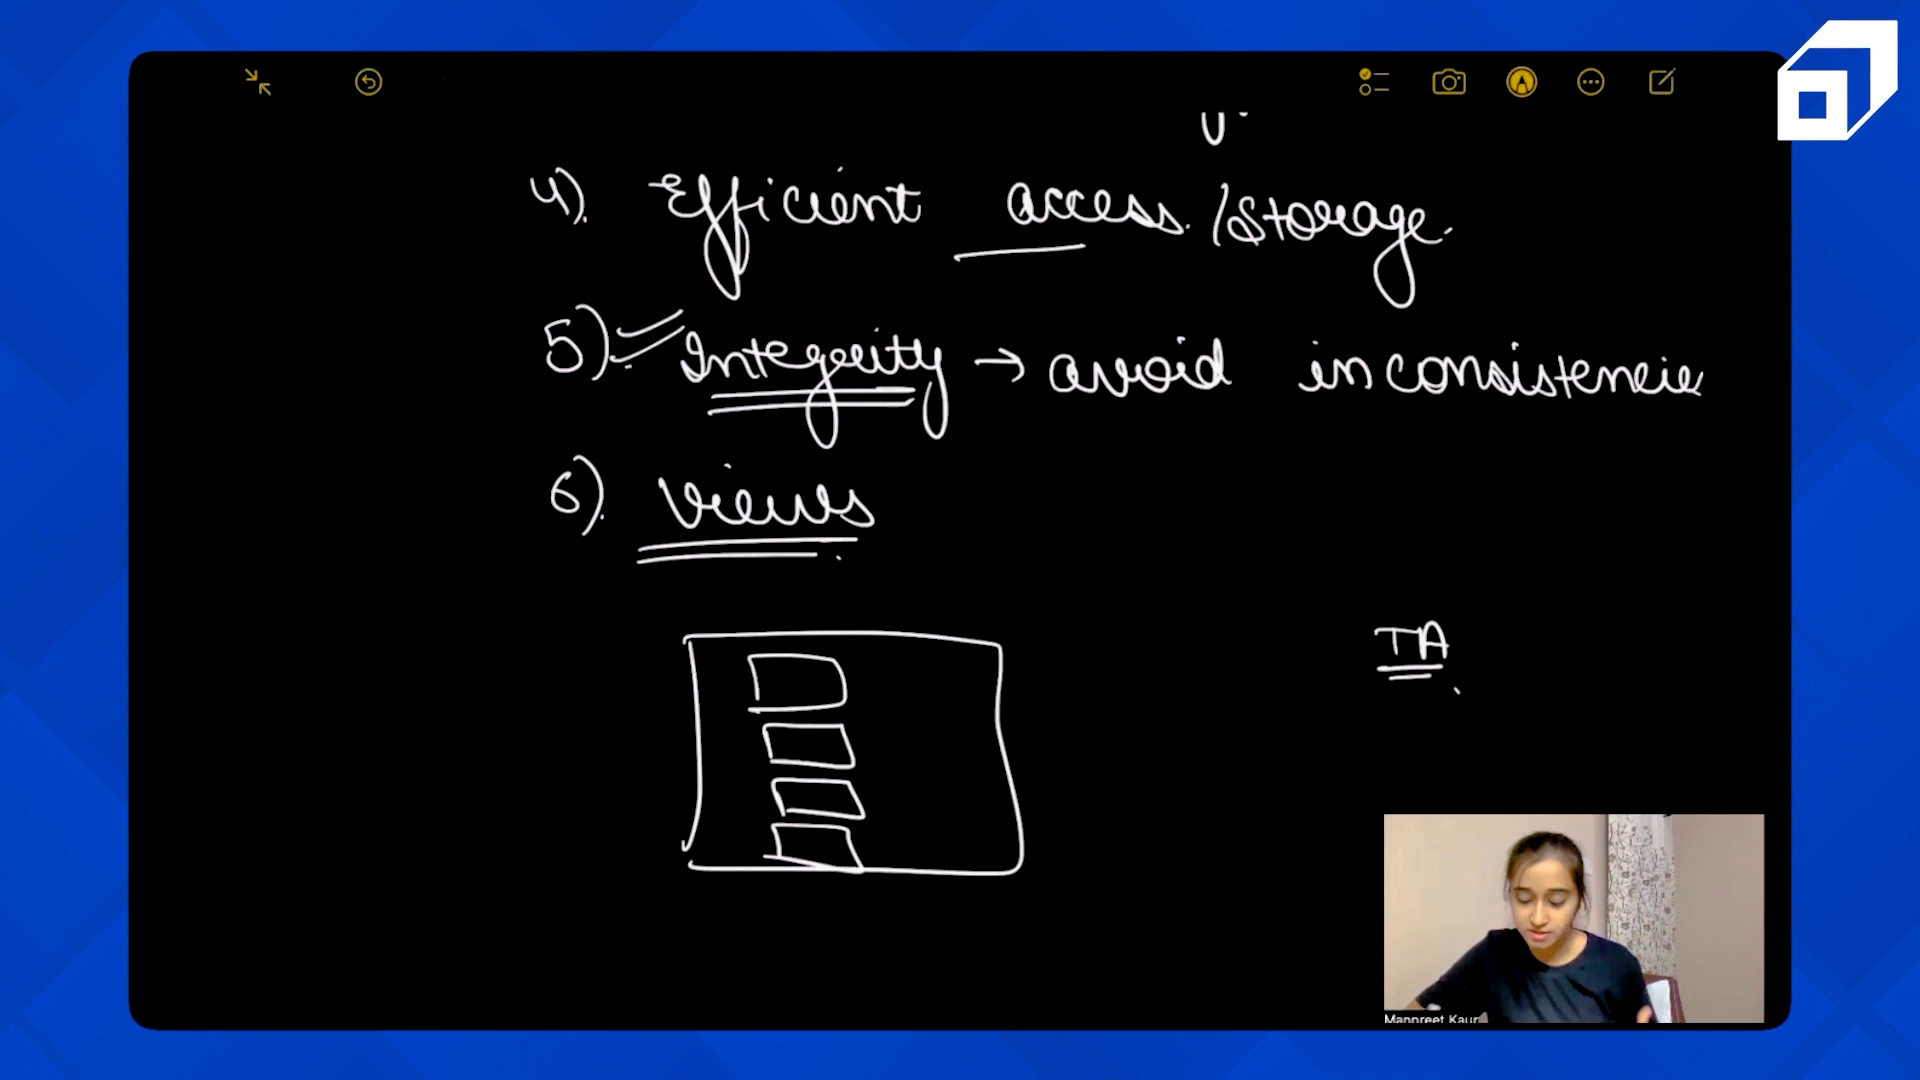 4). Efficient access. /Storage.
5). Integrity → avoid inconsistencie
6). Views
TA
Manpreet Kaur